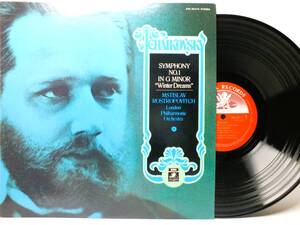 TCHAIKOVSKY
SYMPHONY
NO.1
IN G MINOR
"Winter Dreams"
MSTISLAV
ROSTROPOVITCH
London
Philharmonic
Orchestra
RECORDS